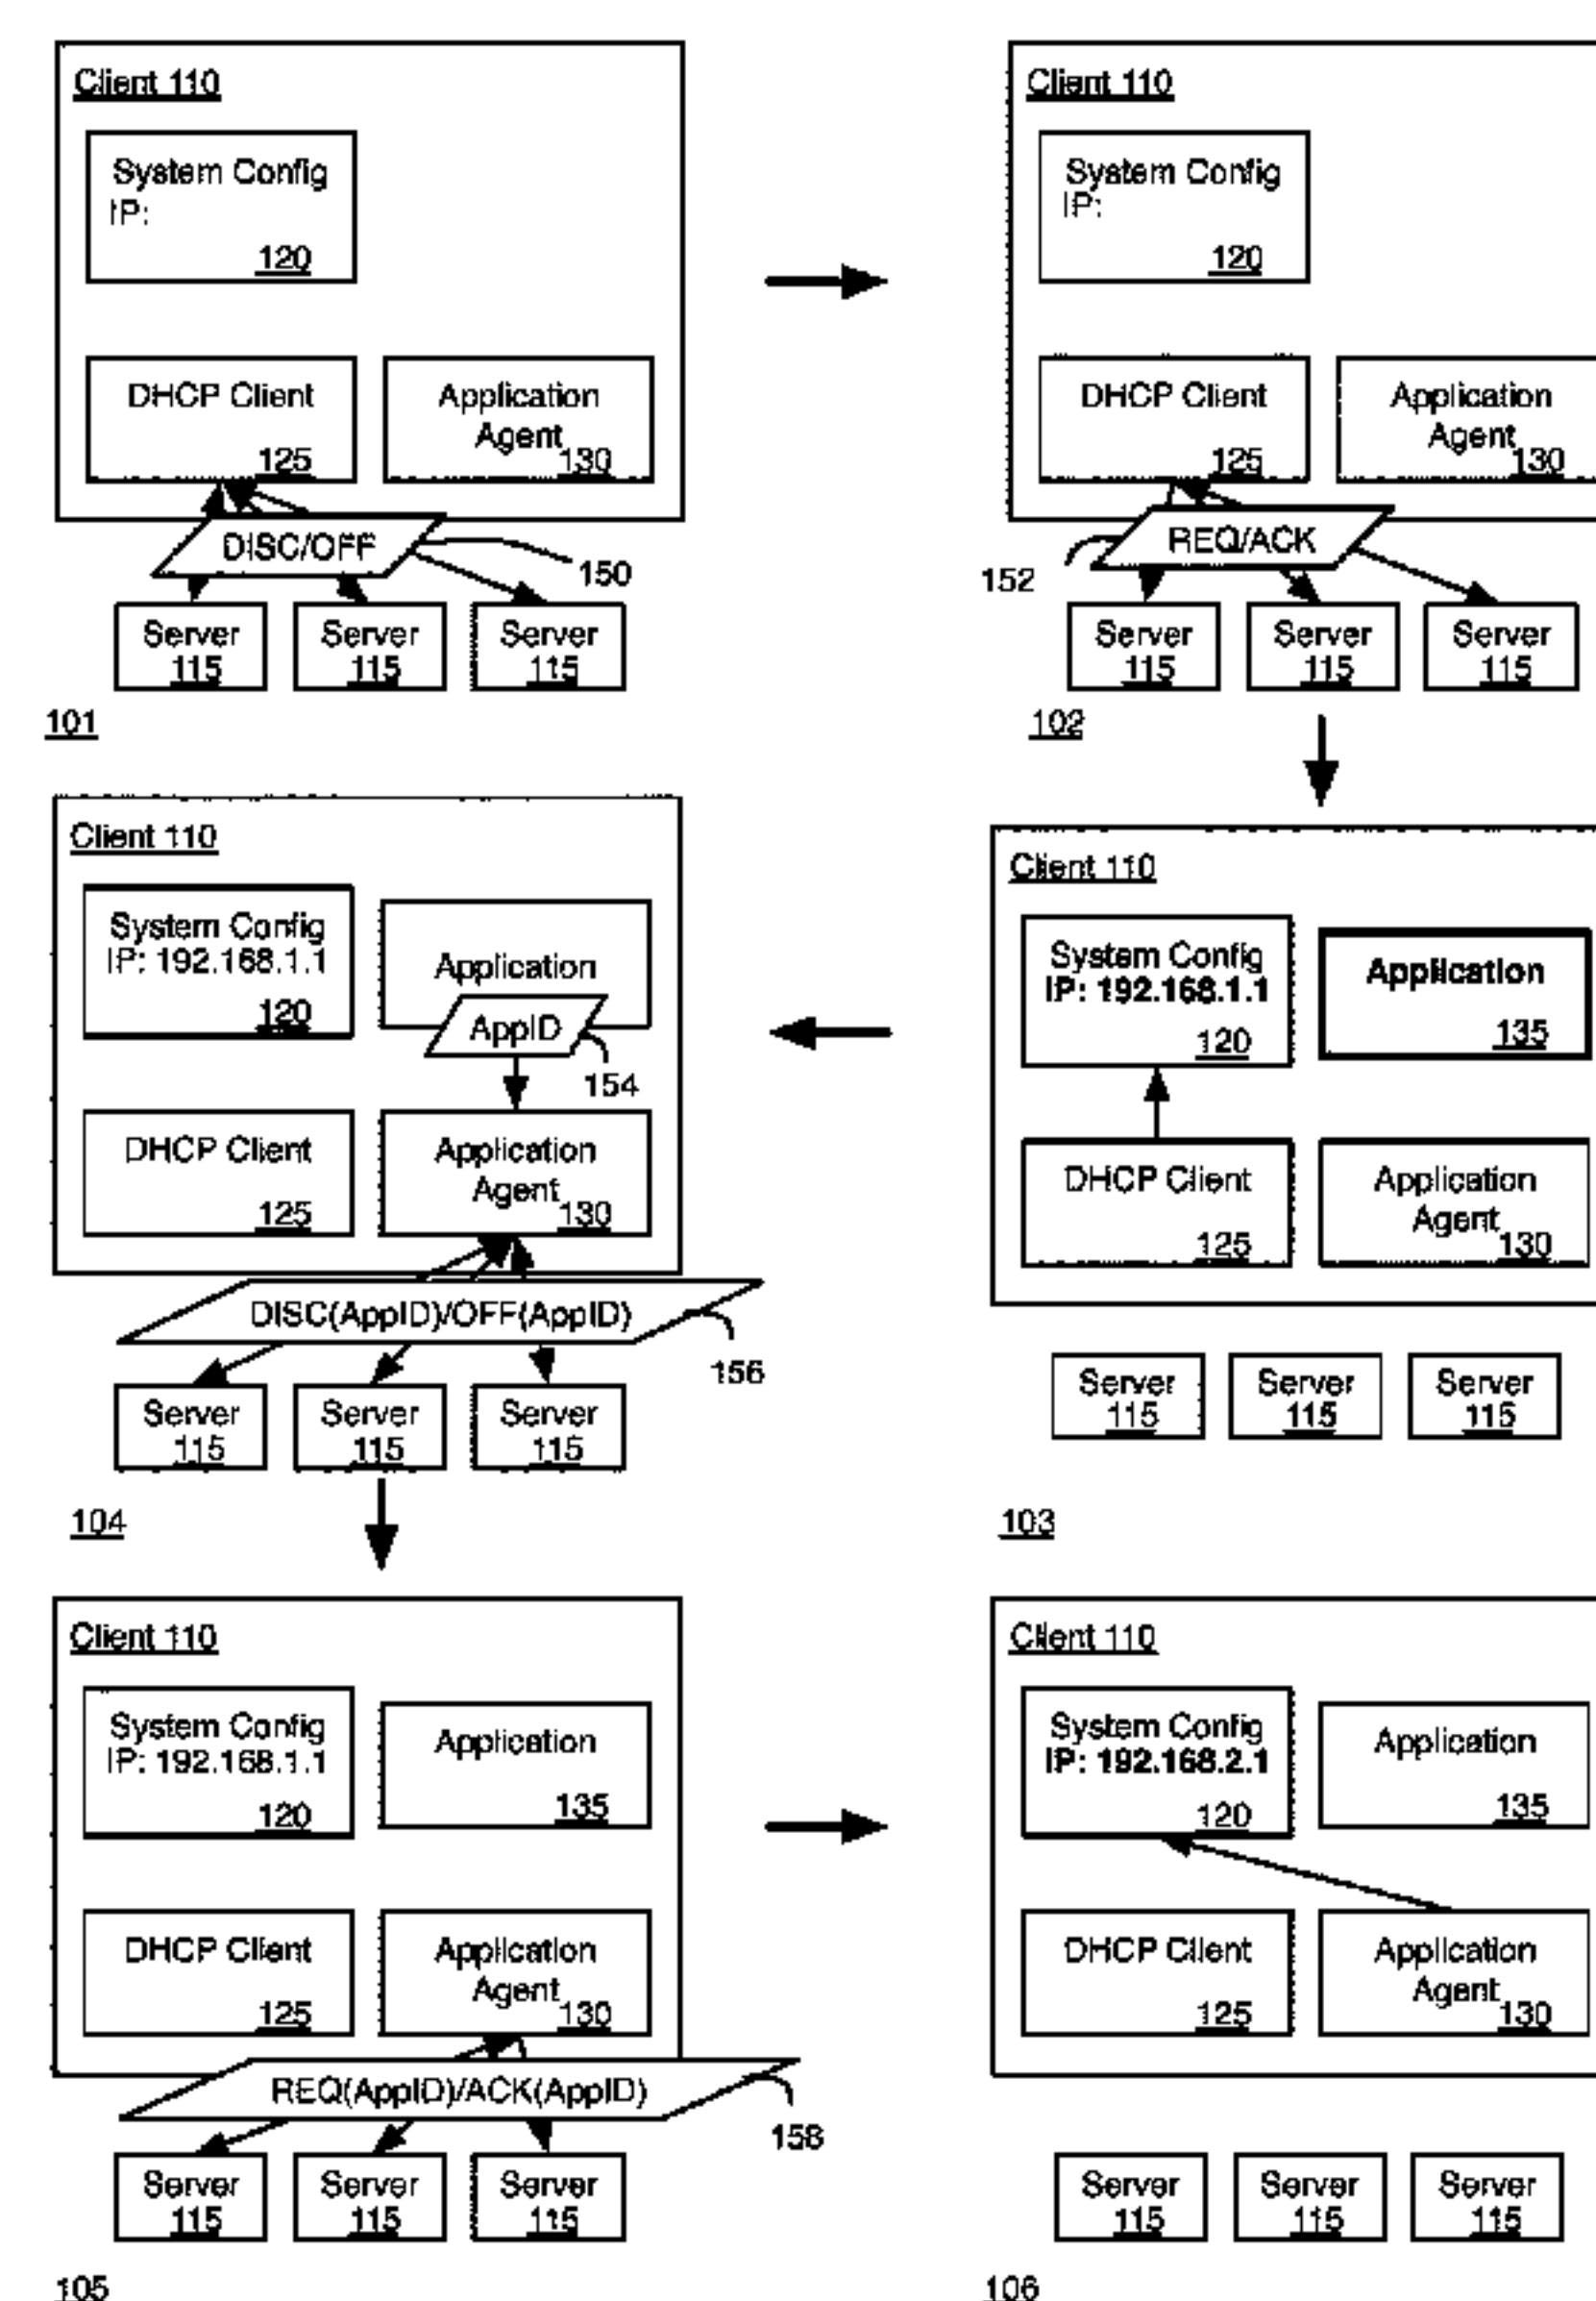 Client 110
System Config
IP:
120
DHCP Client
125
Application
Agent
130
DISC/OFF
150
Server
115
Server
115
Server
115
101
Client 110
System Config
IP:
120
DHCP Client
125
Application
Agent
130
REQ/ACK
152
Server
115
Server
115
Server
115
102
Client 110
System Config
IP: 192.168.1.1
120
Application
135
DHCP Client
125
Application
Agent
130
Server
115
Server
115
Server
115
103
Client 110
System Config
IP: 192.168.1.1
120
Application
AppID
154
DHCP Client
125
Application
Agent
130
DISC(AppID)/OFF(AppID)
156
Server
115
Server
115
Server
115
104
Client 110
System Config
IP: 192.168.1.1
120
Application
135
DHCP Client
125
Application
Agent
130
REQ(AppID)/ACK(AppID)
158
Server
115
Server
115
Server
115
105
Client 110
System Config
IP: 192.168.2.1
120
Application
135
DHCP Client
125
Application
Agent
130
Server
115
Server
115
Server
115
106